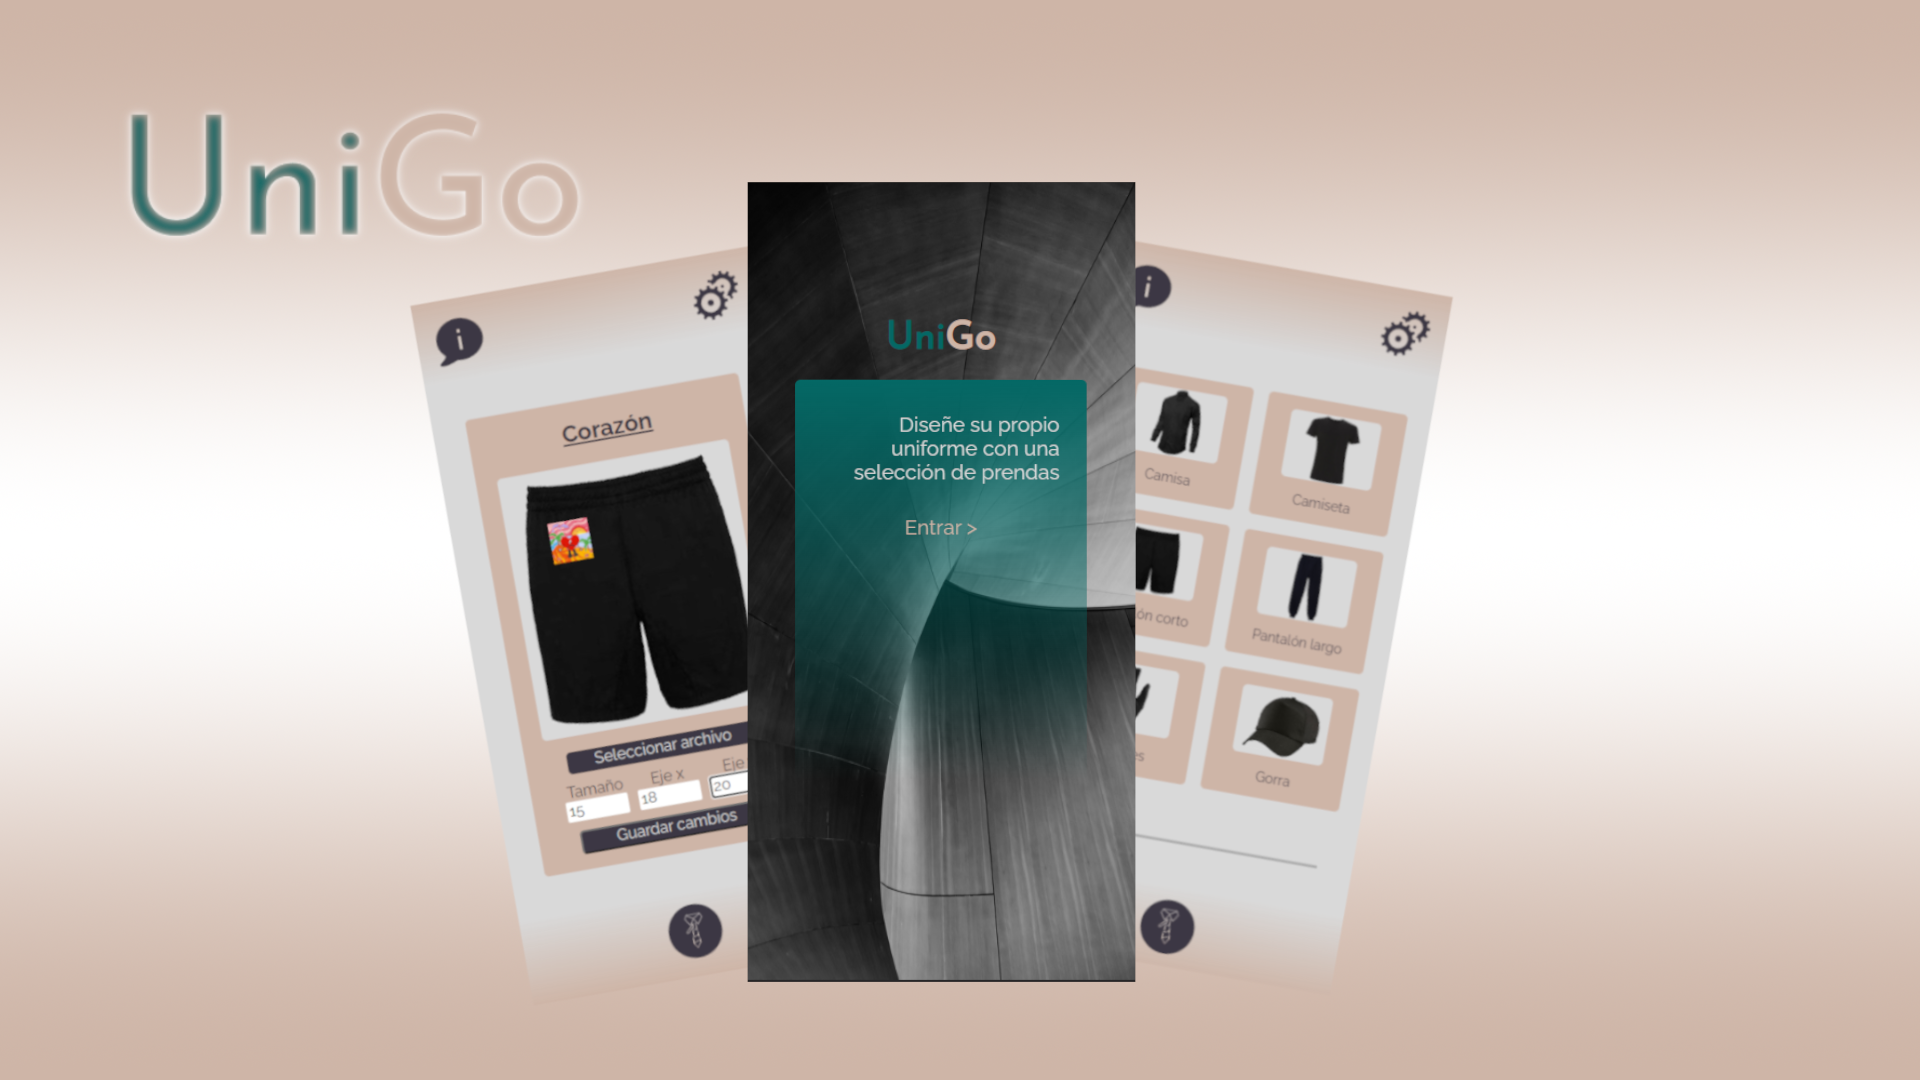 UniGo
i
Corazón
Seleccionar archivo
Tamaño Eje x Eje
15 18 20
Guardar cambios
UniGo
Diseñe su propio
uniforme con una
selección de prendas
Entrar >
i
Camisa Camiseta
ón corto Pantalón largo
es Gorra